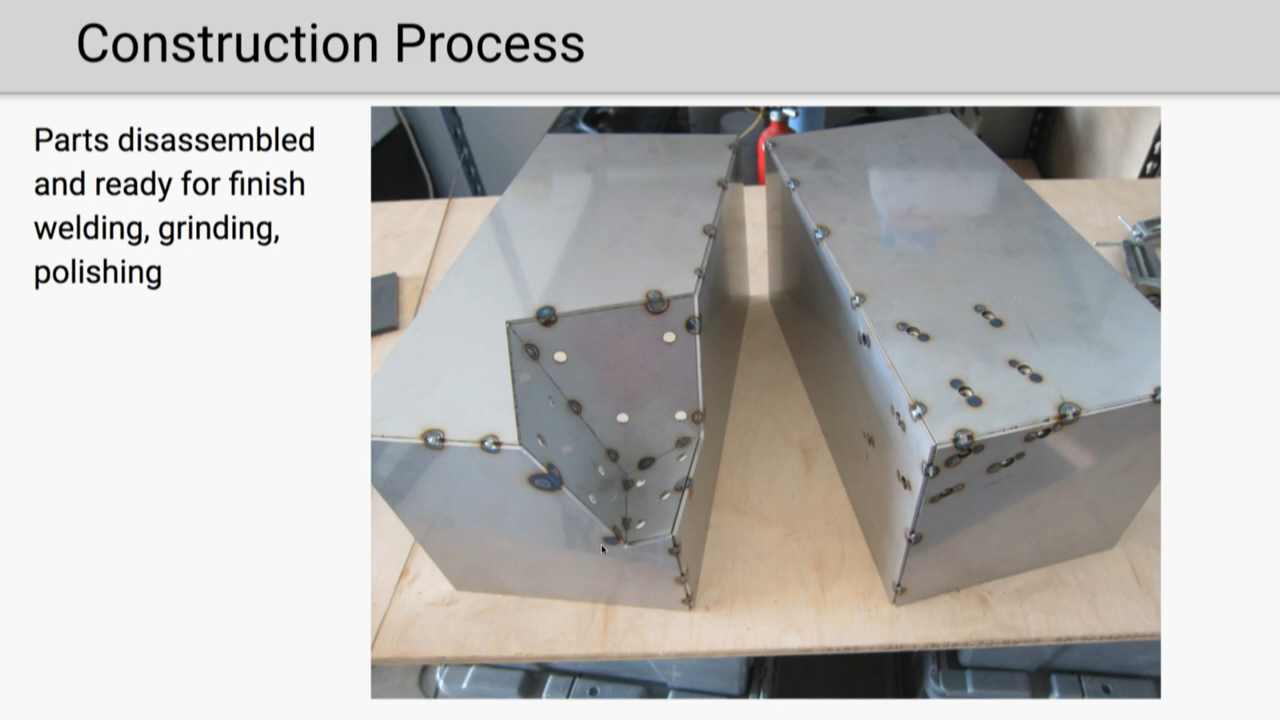 Construction Process
Parts disassembled
and ready for finish
welding, grinding,
polishing